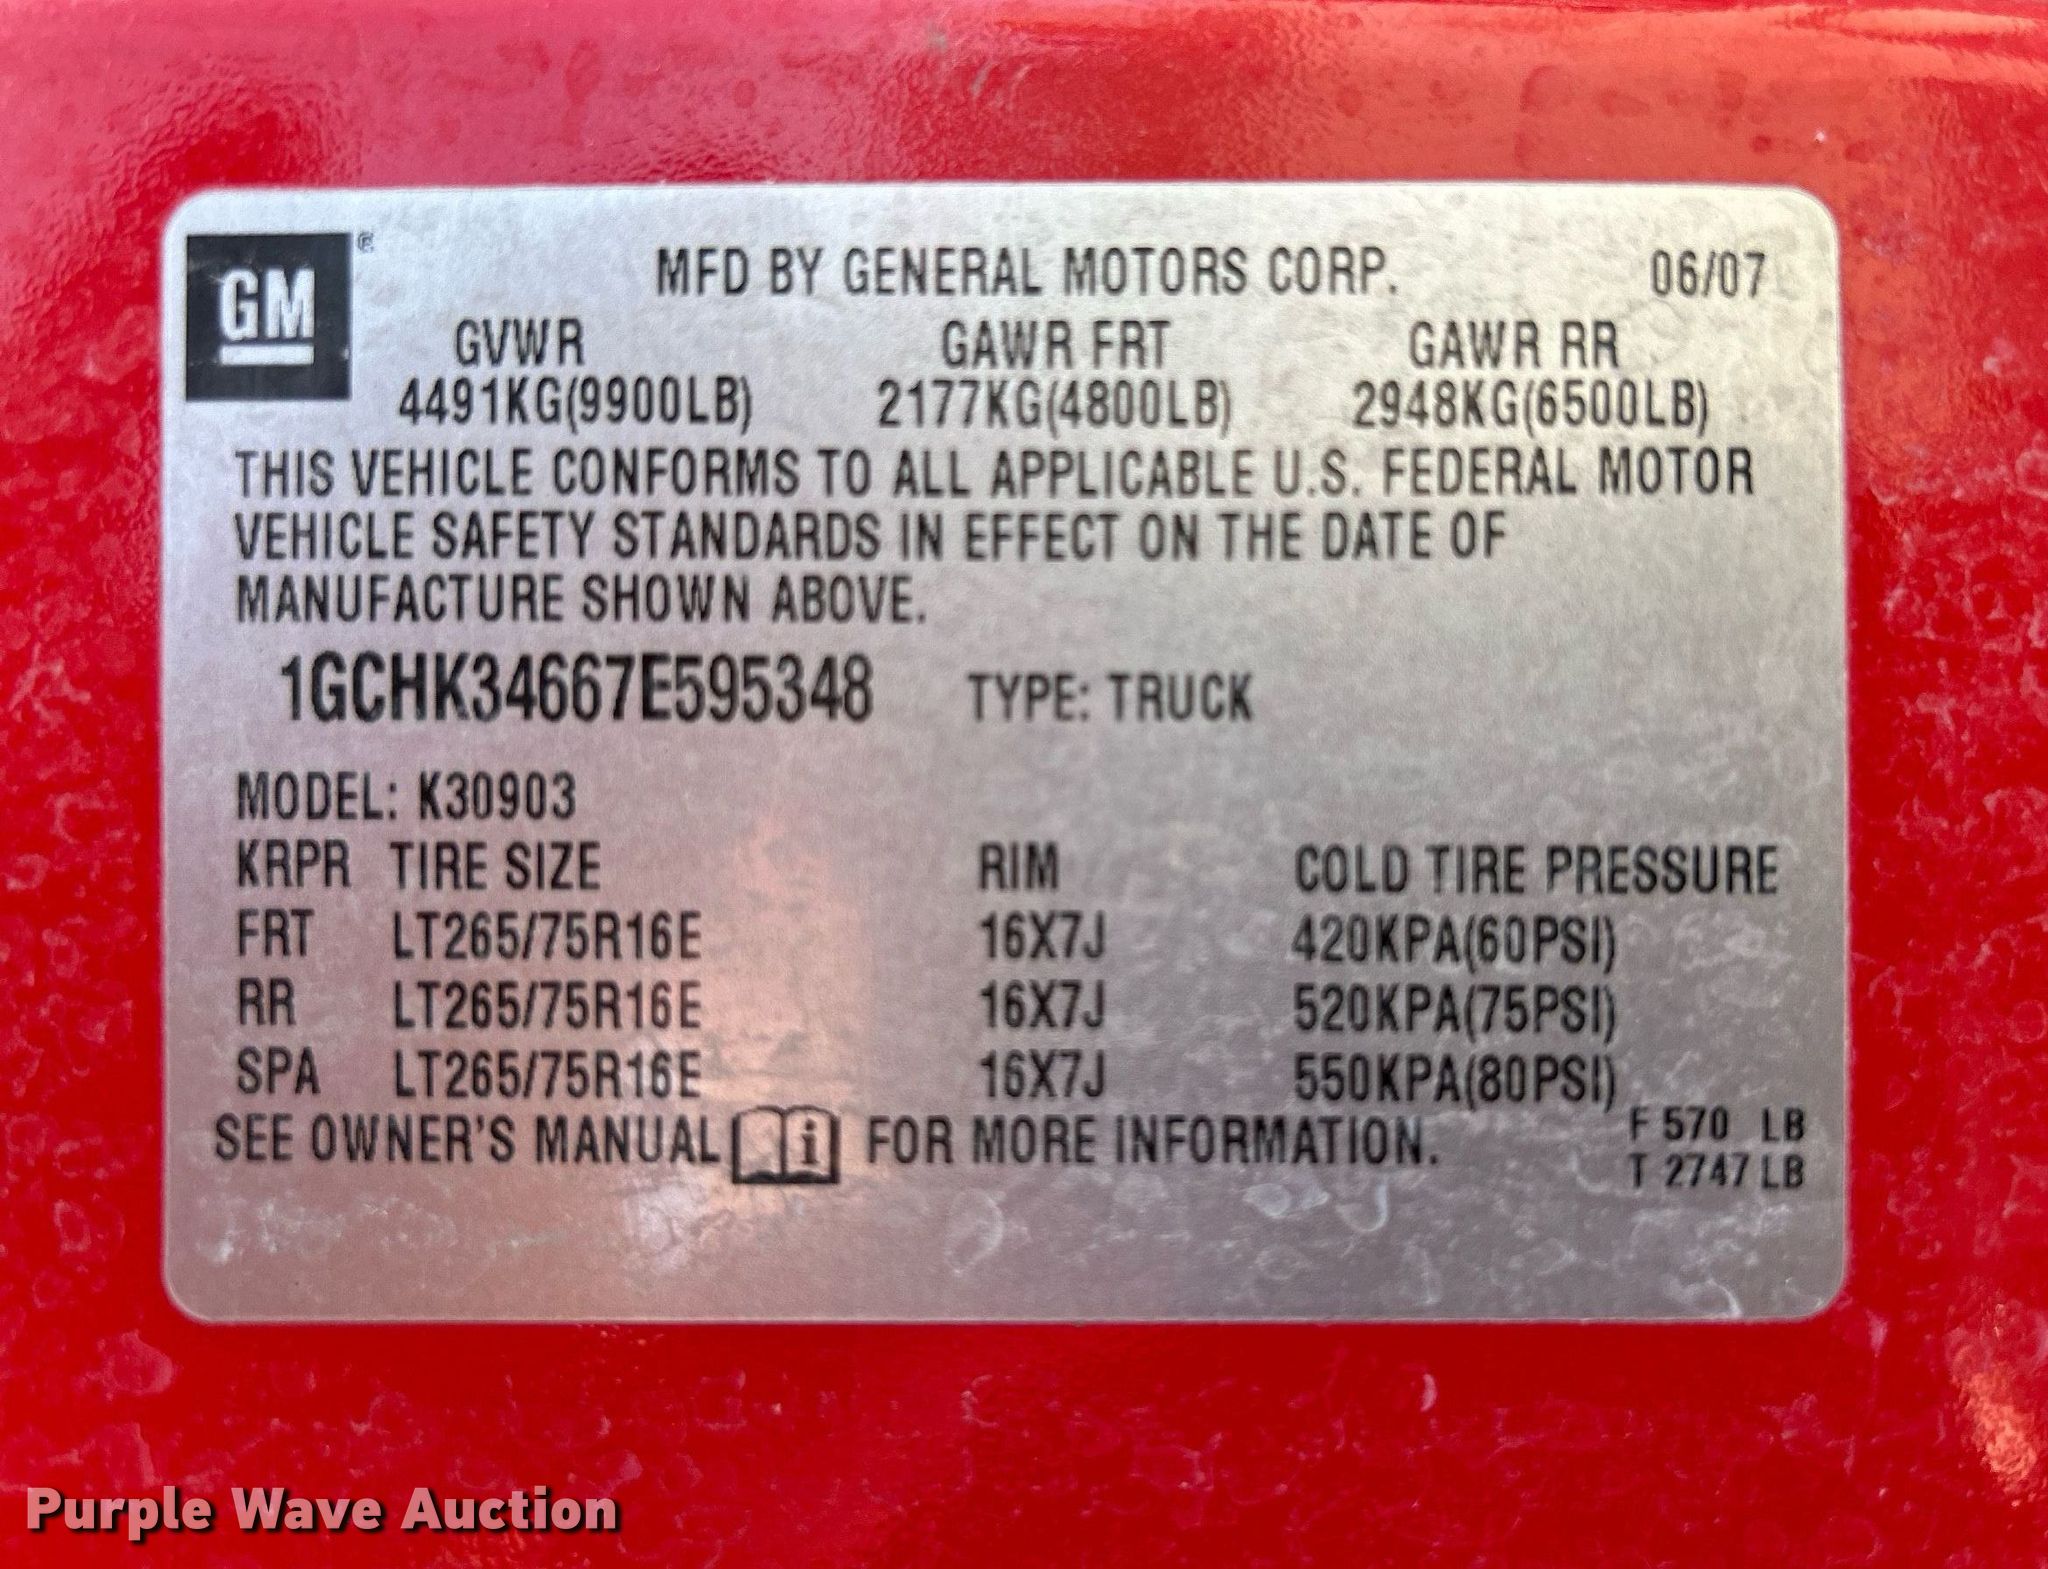 GM ®
MFD BY GENERAL MOTORS CORP. 06/07
GVWR GAWR FRT GAWR RR
4491KG(9900LB) 2177KG(4800LB) 2948KG(6500LB)
THIS VEHICLE CONFORMS TO ALL APPLICABLE U.S. FEDERAL MOTOR
VEHICLE SAFETY STANDARDS IN EFFECT ON THE DATE OF
MANUFACTURE SHOWN ABOVE.
1GCHK34667E595348 TYPE: TRUCK
MODEL: K30903
KRPR TIRE SIZE RIM COLD TIRE PRESSURE
FRT LT265/75R16E 16X7J 420KPA(60PSI)
RR LT265/75R16E 16X7J 520KPA(75PSI)
SPA LT265/75R16E 16X7J 550KPA(80PSI)
SEE OWNER'S MANUAL i FOR MORE INFORMATION.
F 570 LB
T 2747 LB
Purple Wave Auction